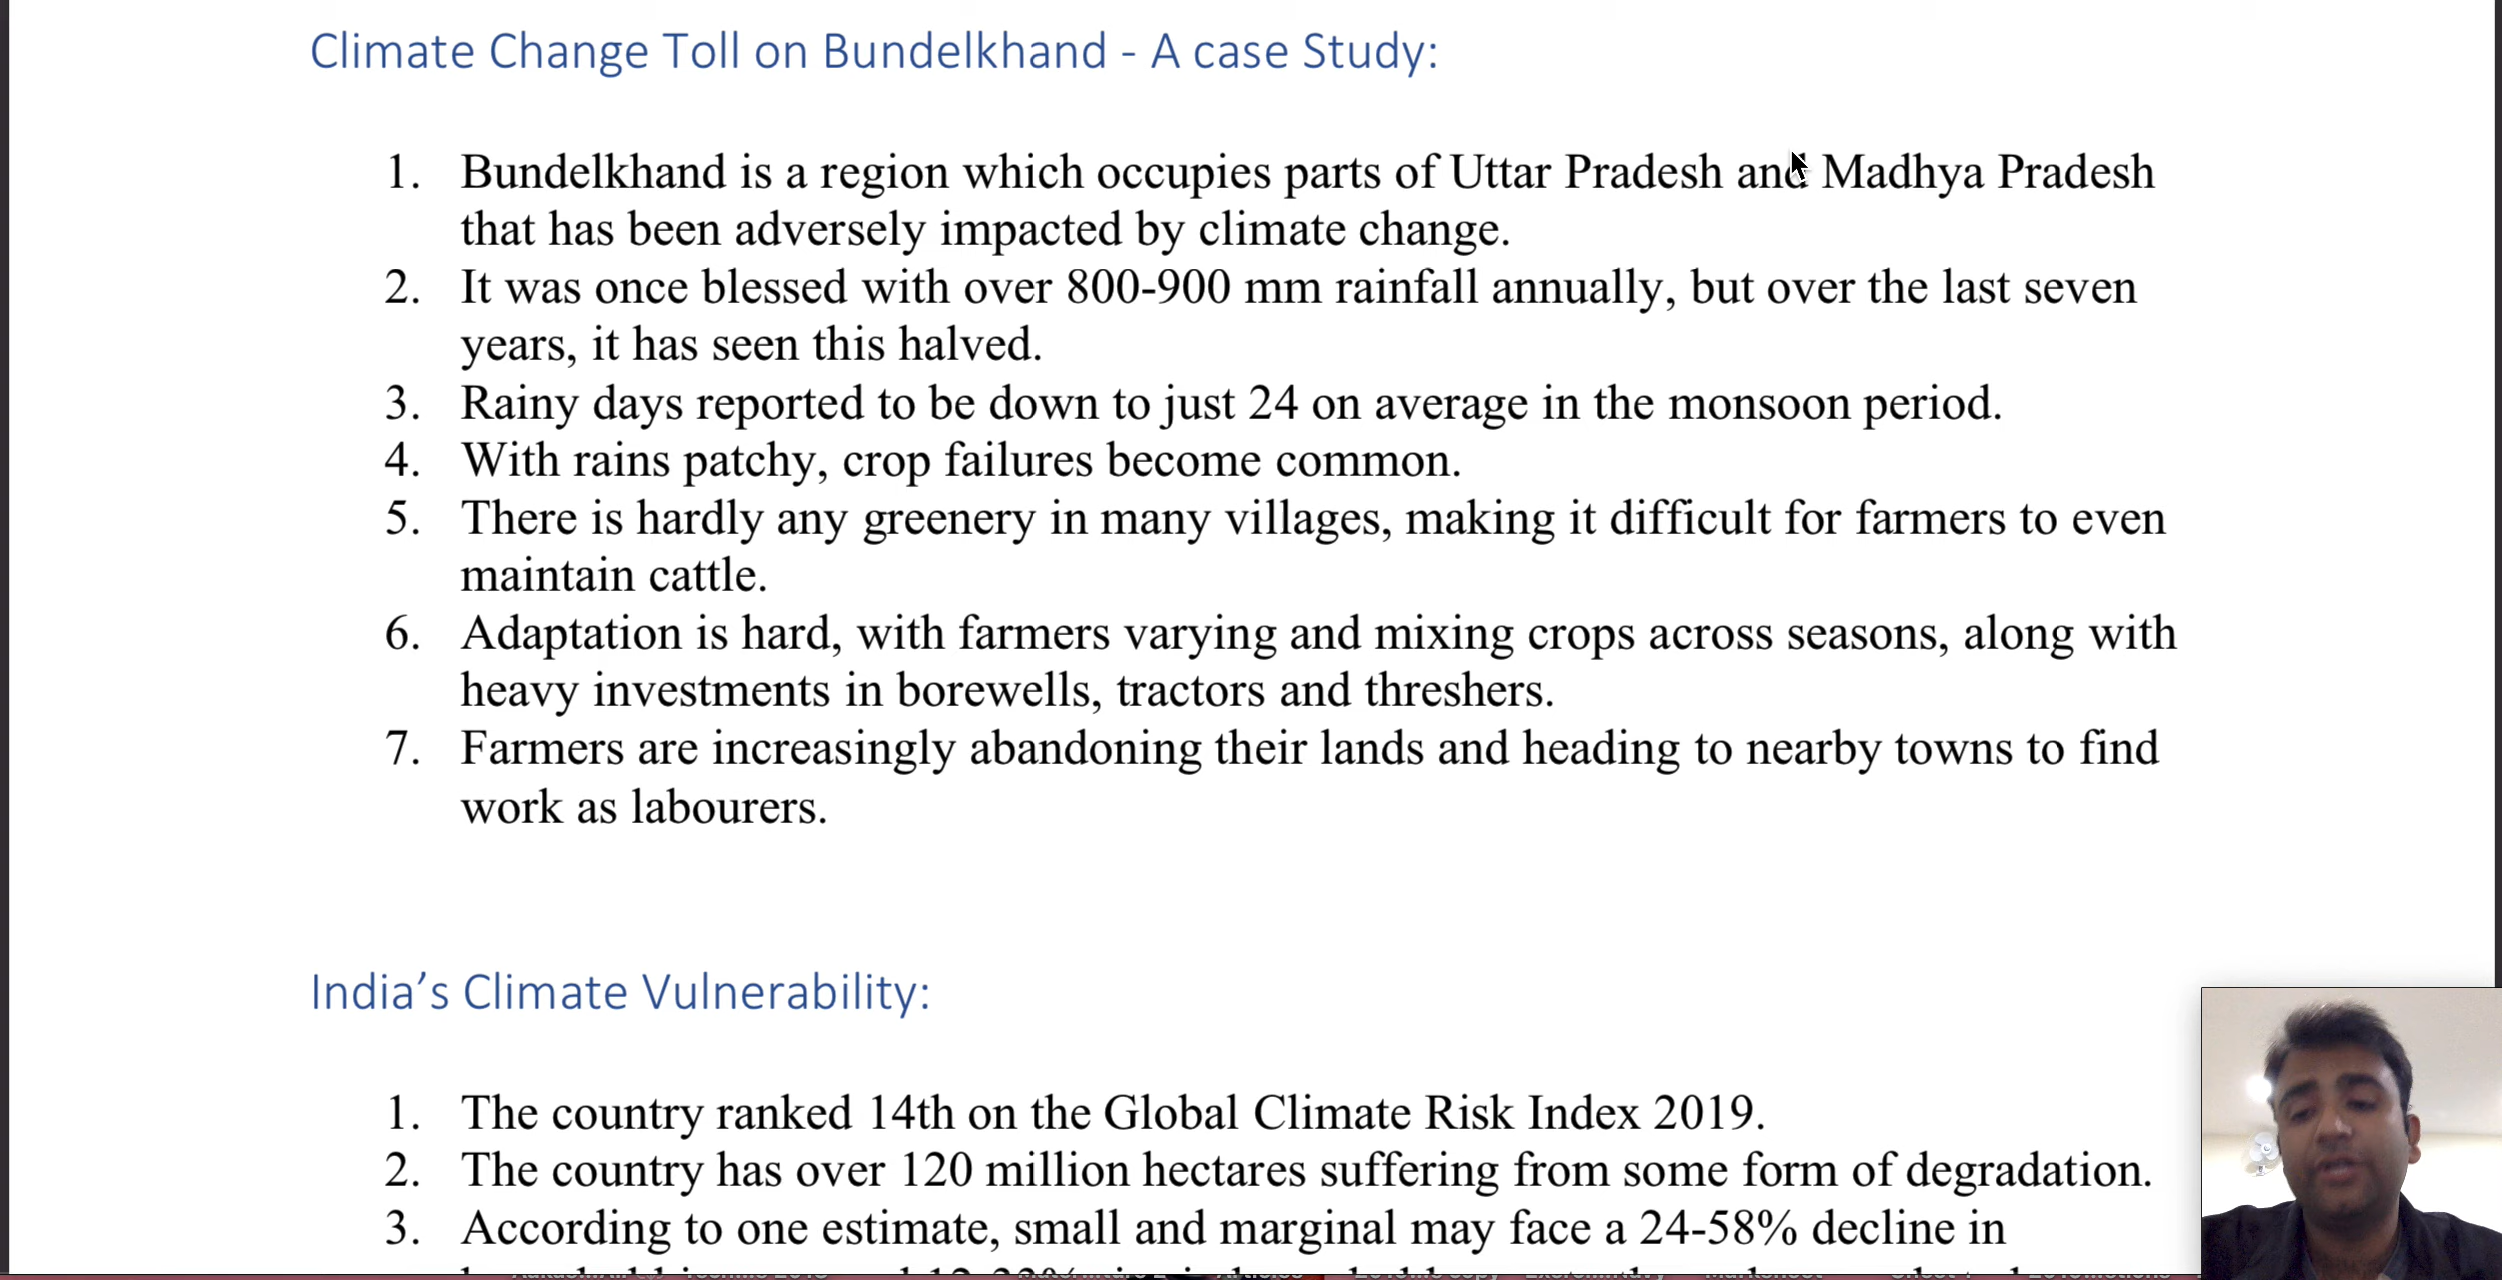 Climate Change Toll on Bundelkhand - A case Study:
1. Bundelkhand is a region which occupies parts of Uttar Pradesh and Madhya Pradesh
that has been adversely impacted by climate change.
2. It was once blessed with over 800-900 mm rainfall annually, but over the last seven
years, it has seen this halved.
3. Rainy days reported to be down to just 24 on average in the monsoon period.
4. With rains patchy, crop failures become common.
5. There is hardly any greenery in many villages, making it difficult for farmers to even
maintain cattle.
6. Adaptation is hard, with farmers varying and mixing crops across seasons, along with
heavy investments in borewells, tractors and threshers.
7. Farmers are increasingly abandoning their lands and heading to nearby towns to find
work as labourers.
India’s Climate Vulnerability:
1. The country ranked 14th on the Global Climate Risk Index 2019.
2. The country has over 120 million hectares suffering from some form of degradation.
3. According to one estimate, small and marginal may face a 24-58% decline in